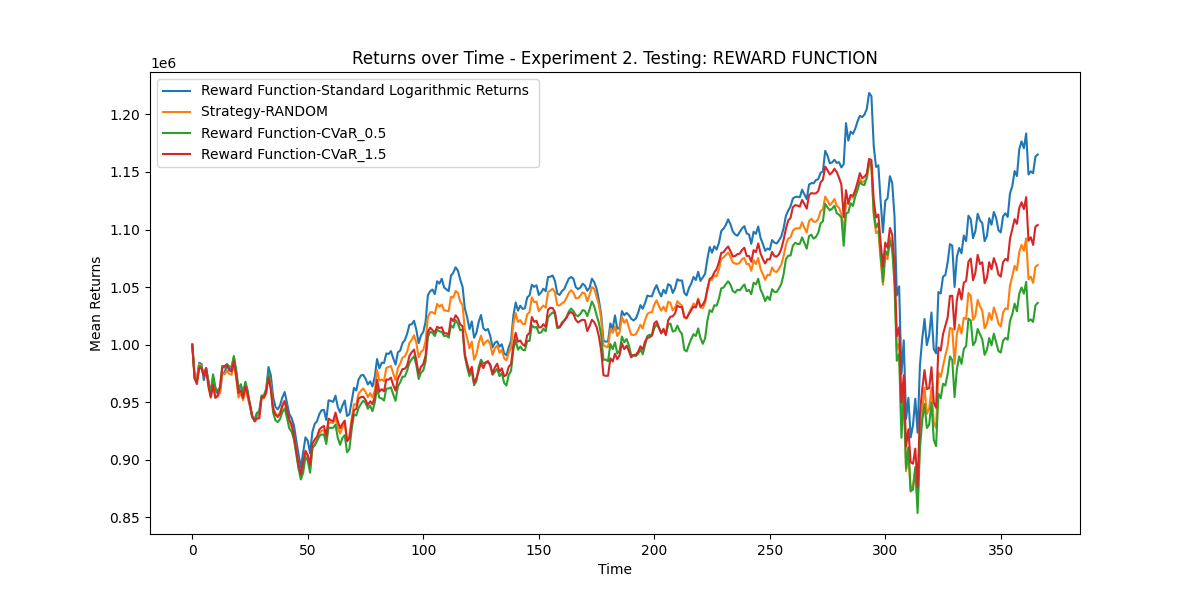 Returns over Time - Experiment 2. Testing: REWARD FUNCTION
1e6
Reward Function-Standard Logarithmic Returns
Strategy-RANDOM
Reward Function-CVaR_0.5
Reward Function-CVaR_1.5
1.20
1.15
1.10
1.05
1.00
0.95
0.90
0.85
Mean Returns
0 50 100 150 200 250 300 350
Time